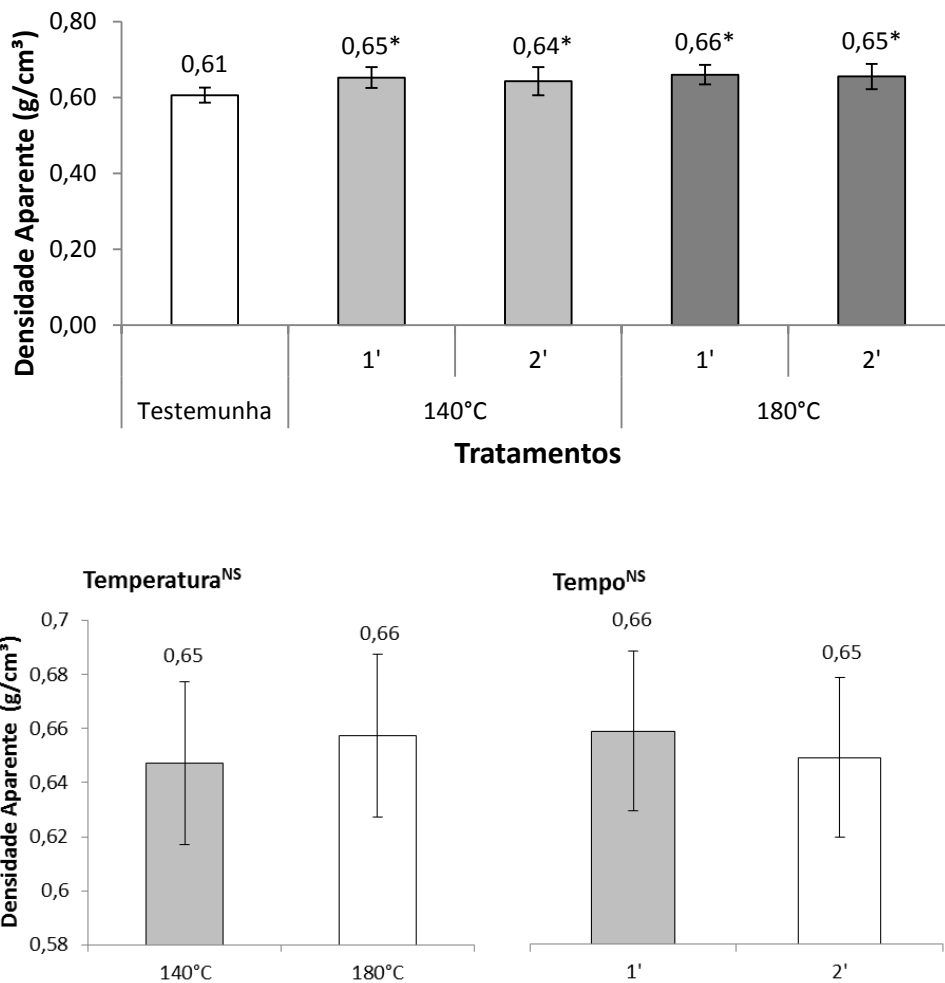 Densidade Aparente (g/cm³)
0,80
0,60
0,40
0,20
0,00
0,61
0,65*
0,64*
0,66*
0,65*
1'
2'
1'
2'
Testemunha
140°C
180°C
Tratamentos
Temperatura^NS
Densidade Aparente (g/cm³)
0,7
0,68
0,66
0,64
0,62
0,6
0,58
0,65
0,66
140°C
180°C
Tempo^NS
0,66
0,65
1'
2'